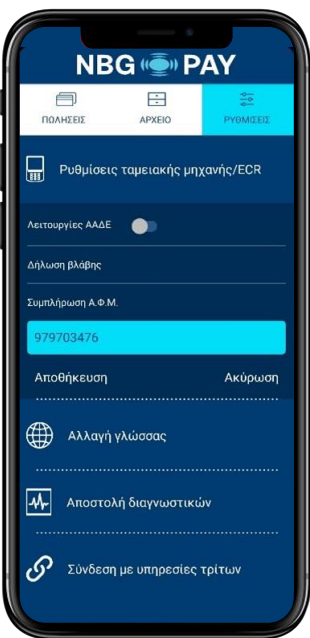 NBG PAY
ΠΩΛΗΣΕΙΣ ΑΡΧΕΙΟ ΡΥΘΜΙΣΕΙΣ
Ρυθμίσεις ταμειακής μηχανής/ECR
Λειτουργίες ΑΑΔΕ
Δήλωση βλάβης
Συμπλήρωση Α.Φ.Μ.
979703476
Αποθήκευση Ακύρωση
Αλλαγή γλώσσας
Αποστολή διαγνωστικών
Σύνδεση με υπηρεσίες τρίτων